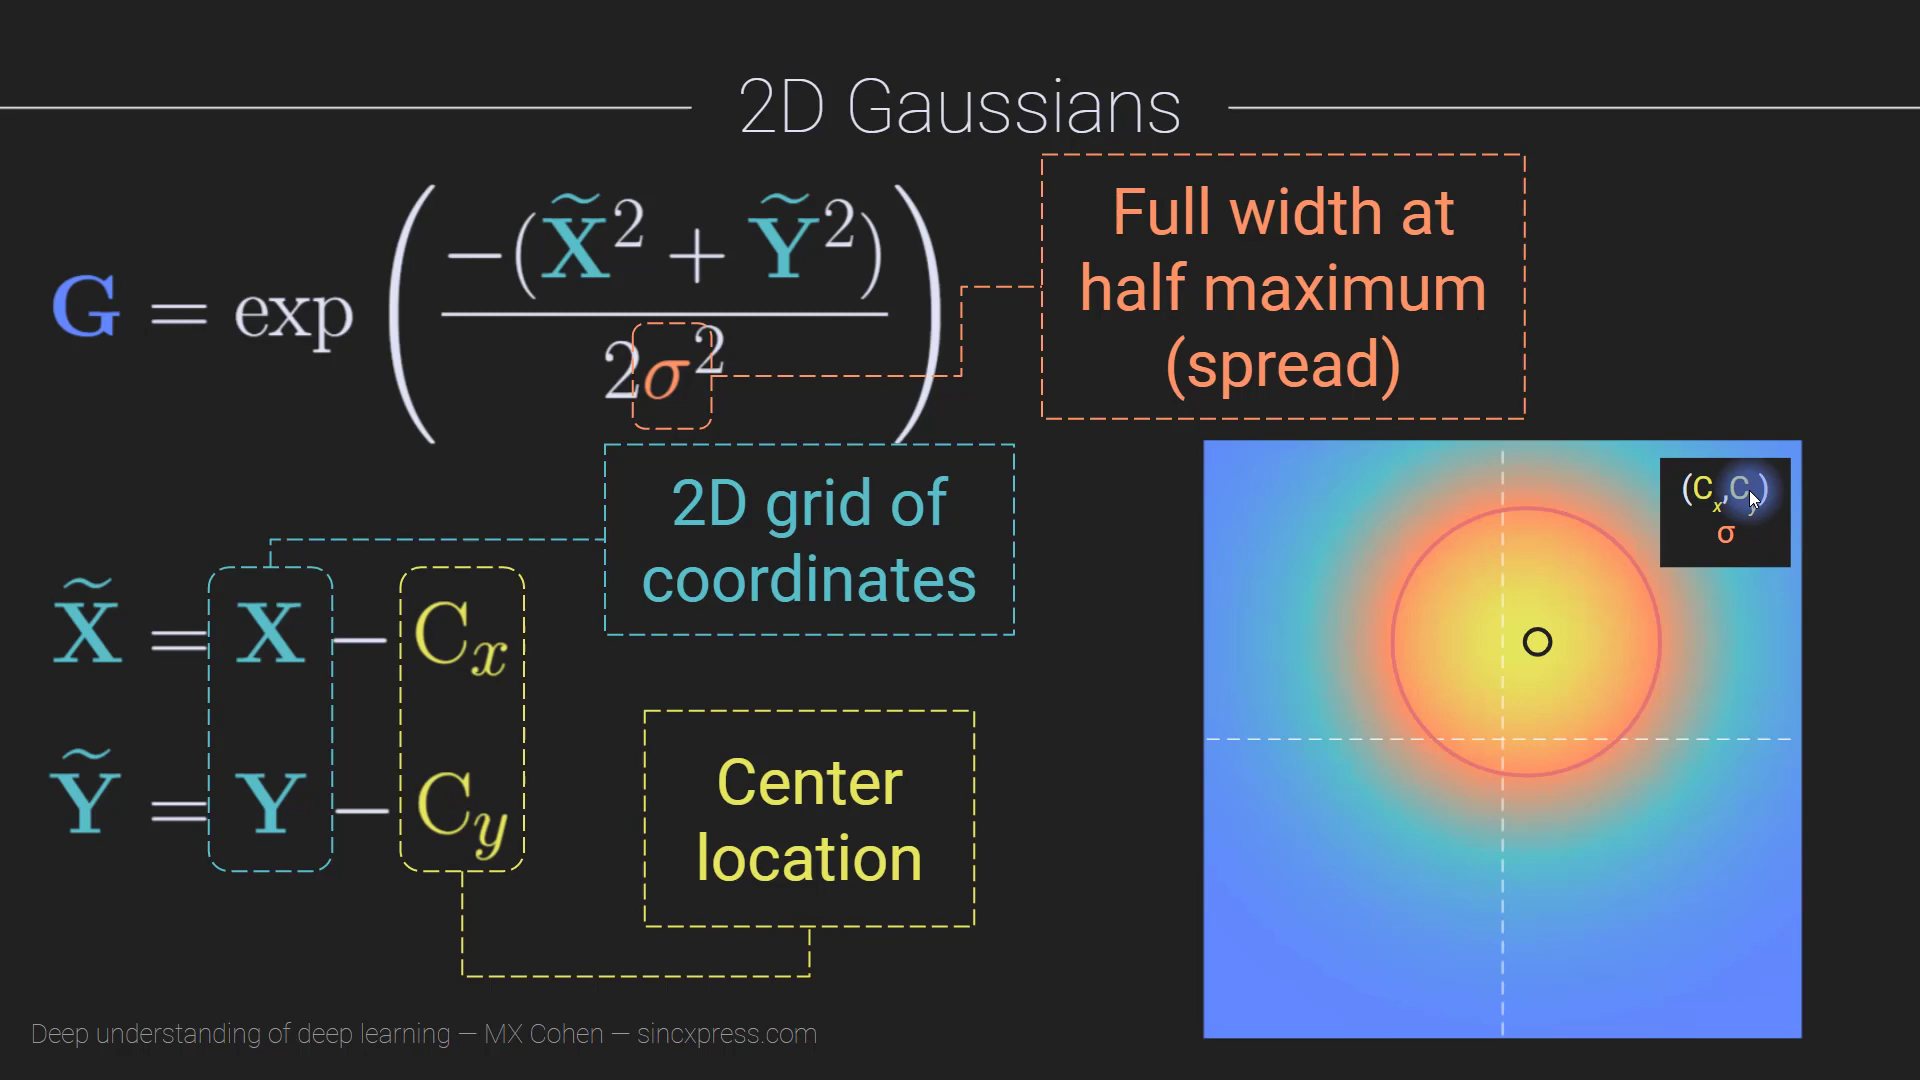 2D Gaussians
G = exp ( −(X̃² + Ỹ²) / 2σ² )
Full width at
half maximum
(spread)
2D grid of
coordinates
X̃ = X − Cx
Ỹ = Y − Cy
Center
location
(Cx,Cy)
σ
Deep understanding of deep learning — MX Cohen — sincxpress.com